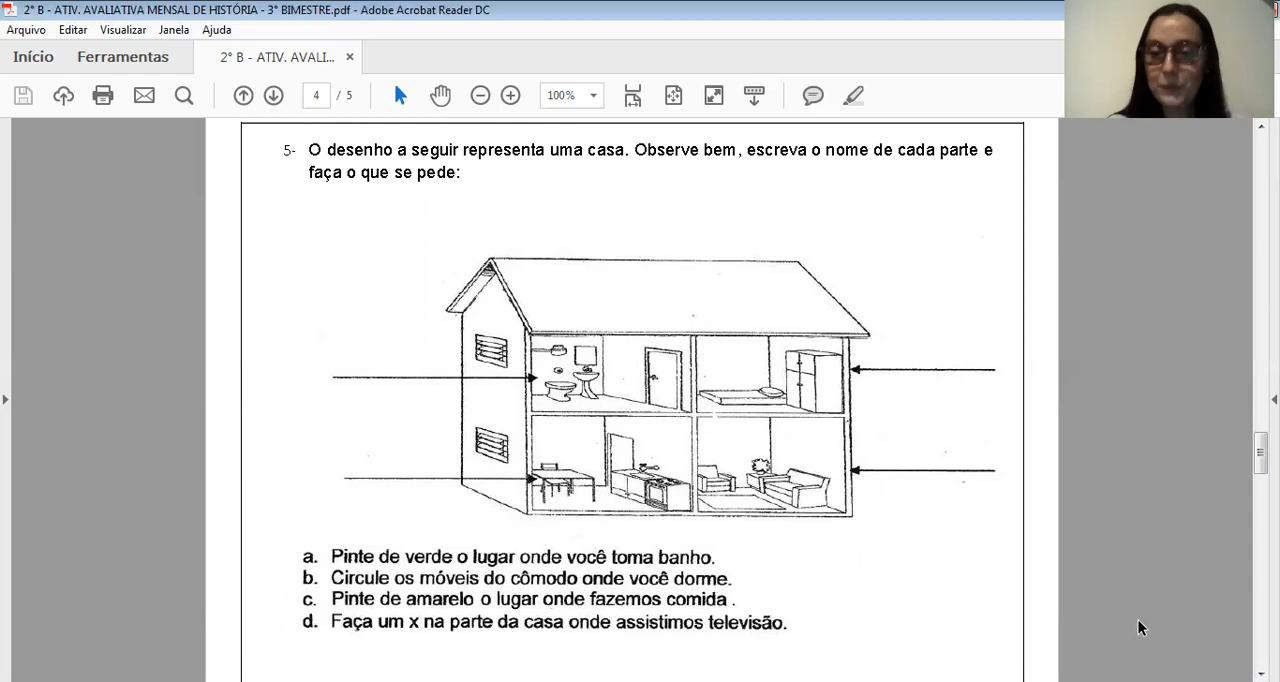 2° B - ATIV. AVALIATIVA MENSAL DE HISTÓRIA - 3° BIMESTRE.pdf - Adobe Acrobat Reader DC
Arquivo Editar Visualizar Janela Ajuda
Início Ferramentas 2° B - ATIV. AVALI... ×
4 / 5 100%
5- O desenho a seguir representa uma casa. Observe bem, escreva o nome de cada parte e
faça o que se pede:
a. Pinte de verde o lugar onde você toma banho.
b. Circule os móveis do cômodo onde você dorme.
c. Pinte de amarelo o lugar onde fazemos comida .
d. Faça um x na parte da casa onde assistimos televisão.